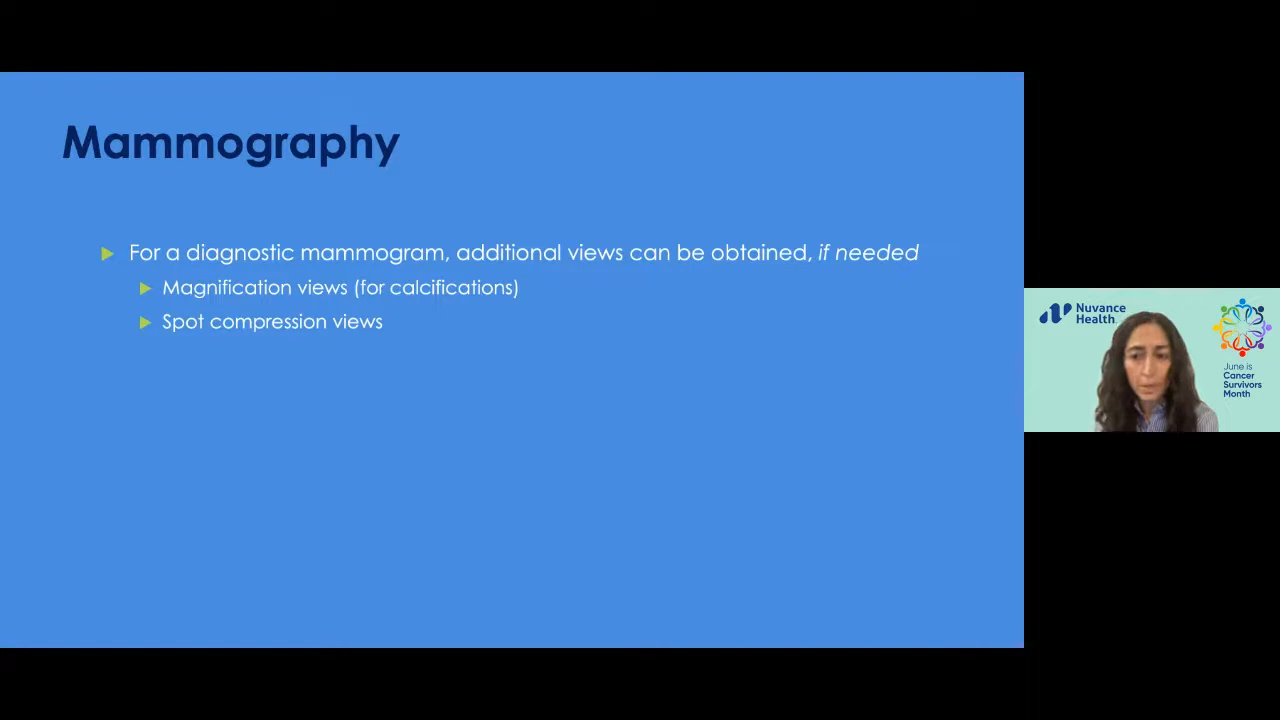 Mammography
For a diagnostic mammogram, additional views can be obtained, if needed
Magnification views (for calcifications)
Spot compression views
Nuvance
Health
June is
Cancer
Survivors
Month